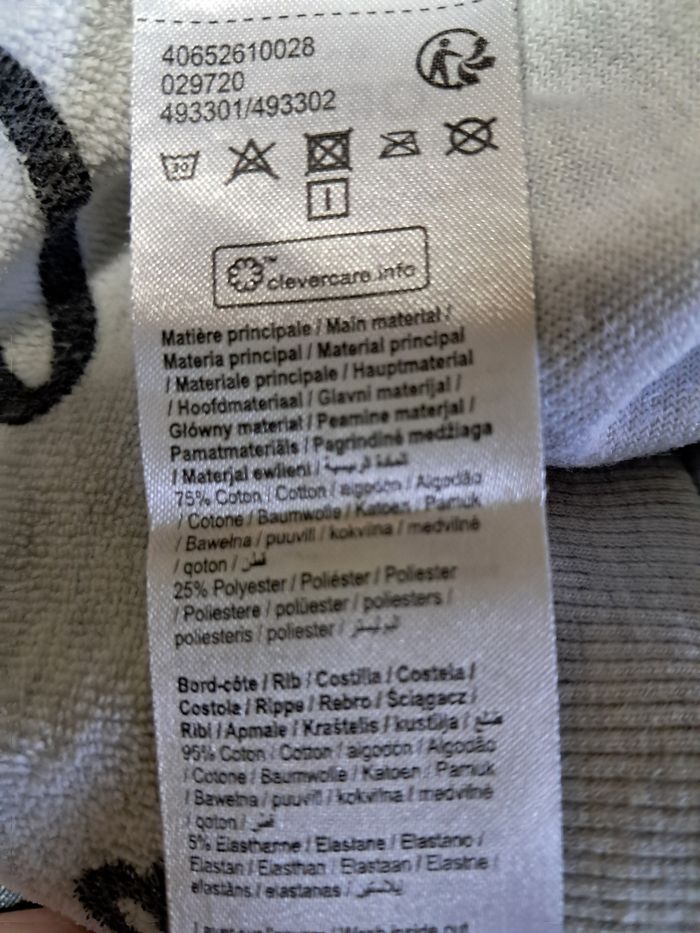 40652610028
029720
493301/493302
30
clevercare.info
TM
Matière principale / Main material /
Materia principal / Material principal
/ Materiale principale / Hauptmaterial
/ Hoofdmateriaal / Glavni materijal /
Główny materiał / Peamine materjal /
Pamatmateriāls / Pagrindinė medžiaga
/ Materjal ewlieni / المادة الرئيسية
75% Coton / Cotton / algodón / Algodão
/ Cotone / Baumwolle / Katoen / Pamuk
/ Bawełna / puuvill / kokvilna / medvilnė
/ qoton / قطن
25% Polyester / Poliéster / Poliester
/ Poliestere / polüester / poliesters /
poliesteris / poliester / البوليستر
Bord-côte / Rib / Costilla / Costela /
Costole / Rippe / Rebro / Ściągacz /
Ribi / Apmale / Kraštelis / kustilja / ضلع
95% Coton / Cotton / algodón / Algodão
/ Cotone / Baumwolle / Katoen / Pamuk
/ Bawełna / puuvill / kokvilna / medvilnė
/ qoton / قطن
5% Elasthanne / Elastane / Elastano /
Elastan / Elasthan / Elastaan / Elastne /
elastāns / elastanas / إيلاستين